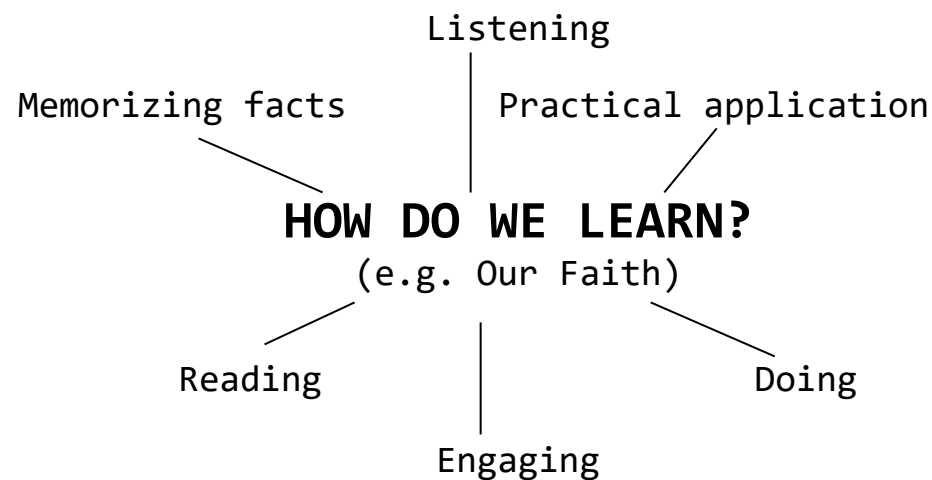 Listening
Memorizing facts
Practical application
HOW DO WE LEARN?
(e.g. Our Faith)
Reading
Doing
Engaging